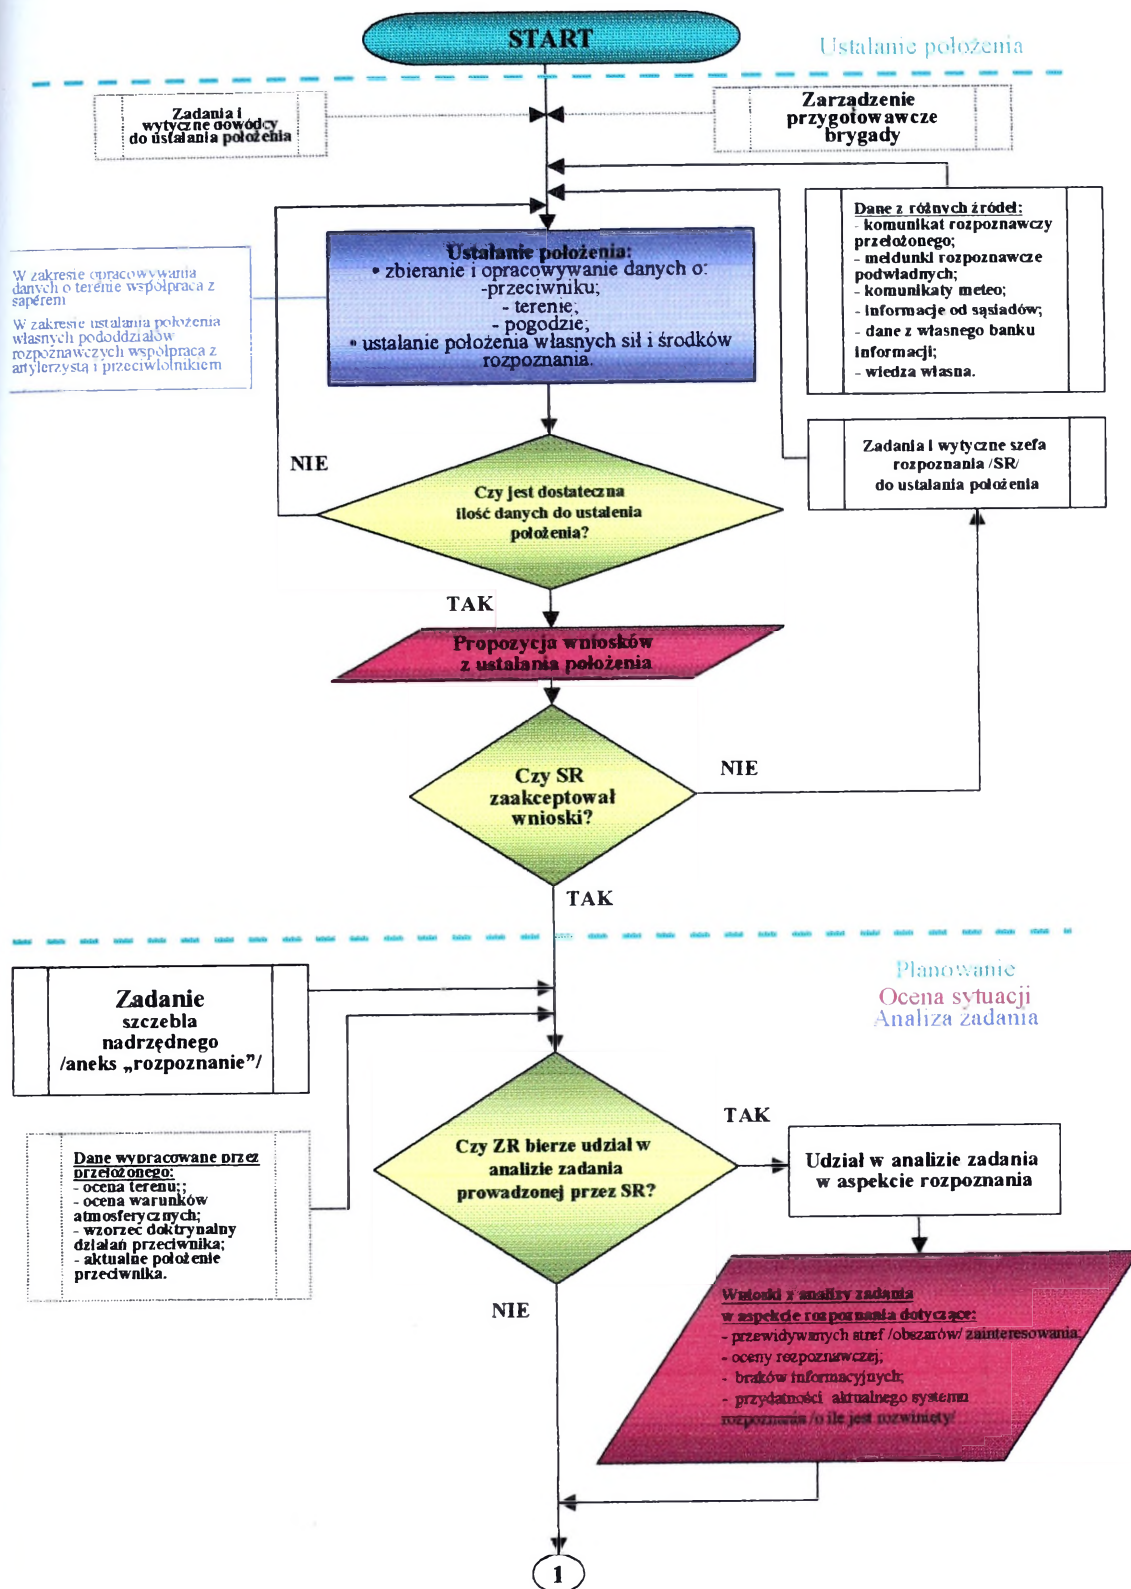 START
Ustalanie położenia
Zadania i
wytyczne dowódcy
do ustalania położenia
Zarządzenie
przygotowawcze
brygady
Dane z różnych źródeł:
- komunikat rozpoznawczy
przełożonego;
- meldunki rozpoznawcze
podwładnych;
- komunikaty meteo;
- informacje od sąsiadów;
- dane z własnego banku
informacji;
- wiedza własna.
Ustalanie położenia:
• zbieranie i opracowywanie danych o:
-przeciwniku;
- terenie;
- pogodzie;
• ustalanie położenia własnych sił i środków
rozpoznania.
W zakresie opracowywania
danych o terenie współpraca z
saperem
W zakresie ustalania położenia
własnych pododdziałów
rozpoznawczych współpraca z
artylerzystą i przeciwlotnikiem
Zadania i wytyczne szefa
rozpoznania /SR/
do ustalania położenia
NIE
Czy jest dostateczna
ilość danych do ustalenia
położenia?
TAK
Propozycja wniosków
z ustalania położenia
Czy SR
zaakceptował
wnioski?
NIE
TAK
Planowanie
Ocena sytuacji
Analiza zadania
Zadanie
szczebla
nadrzędnego
/aneks „rozpoznanie”/
Dane wypracowane przez
przełożonego:
- ocena terenu;;
- ocena warunków
atmosferycznych;
- wzorzec doktrynalny
działań przeciwnika;
- aktualne położenie
przeciwnika.
Czy ZR bierze udział w
analizie zadania
prowadzonej przez SR?
TAK
Udział w analizie zadania
w aspekcie rozpoznania
NIE
Wnioski z analizy zadania
w aspekcie rozpoznania dotyczące:
- przewidywanych stref /obszarów/ zainteresowania;
- oceny rozpoznawczej;
- braków informacyjnych;
- przydatności aktualnego systemu
rozpoznania /o ile jest rozwinięty/
1